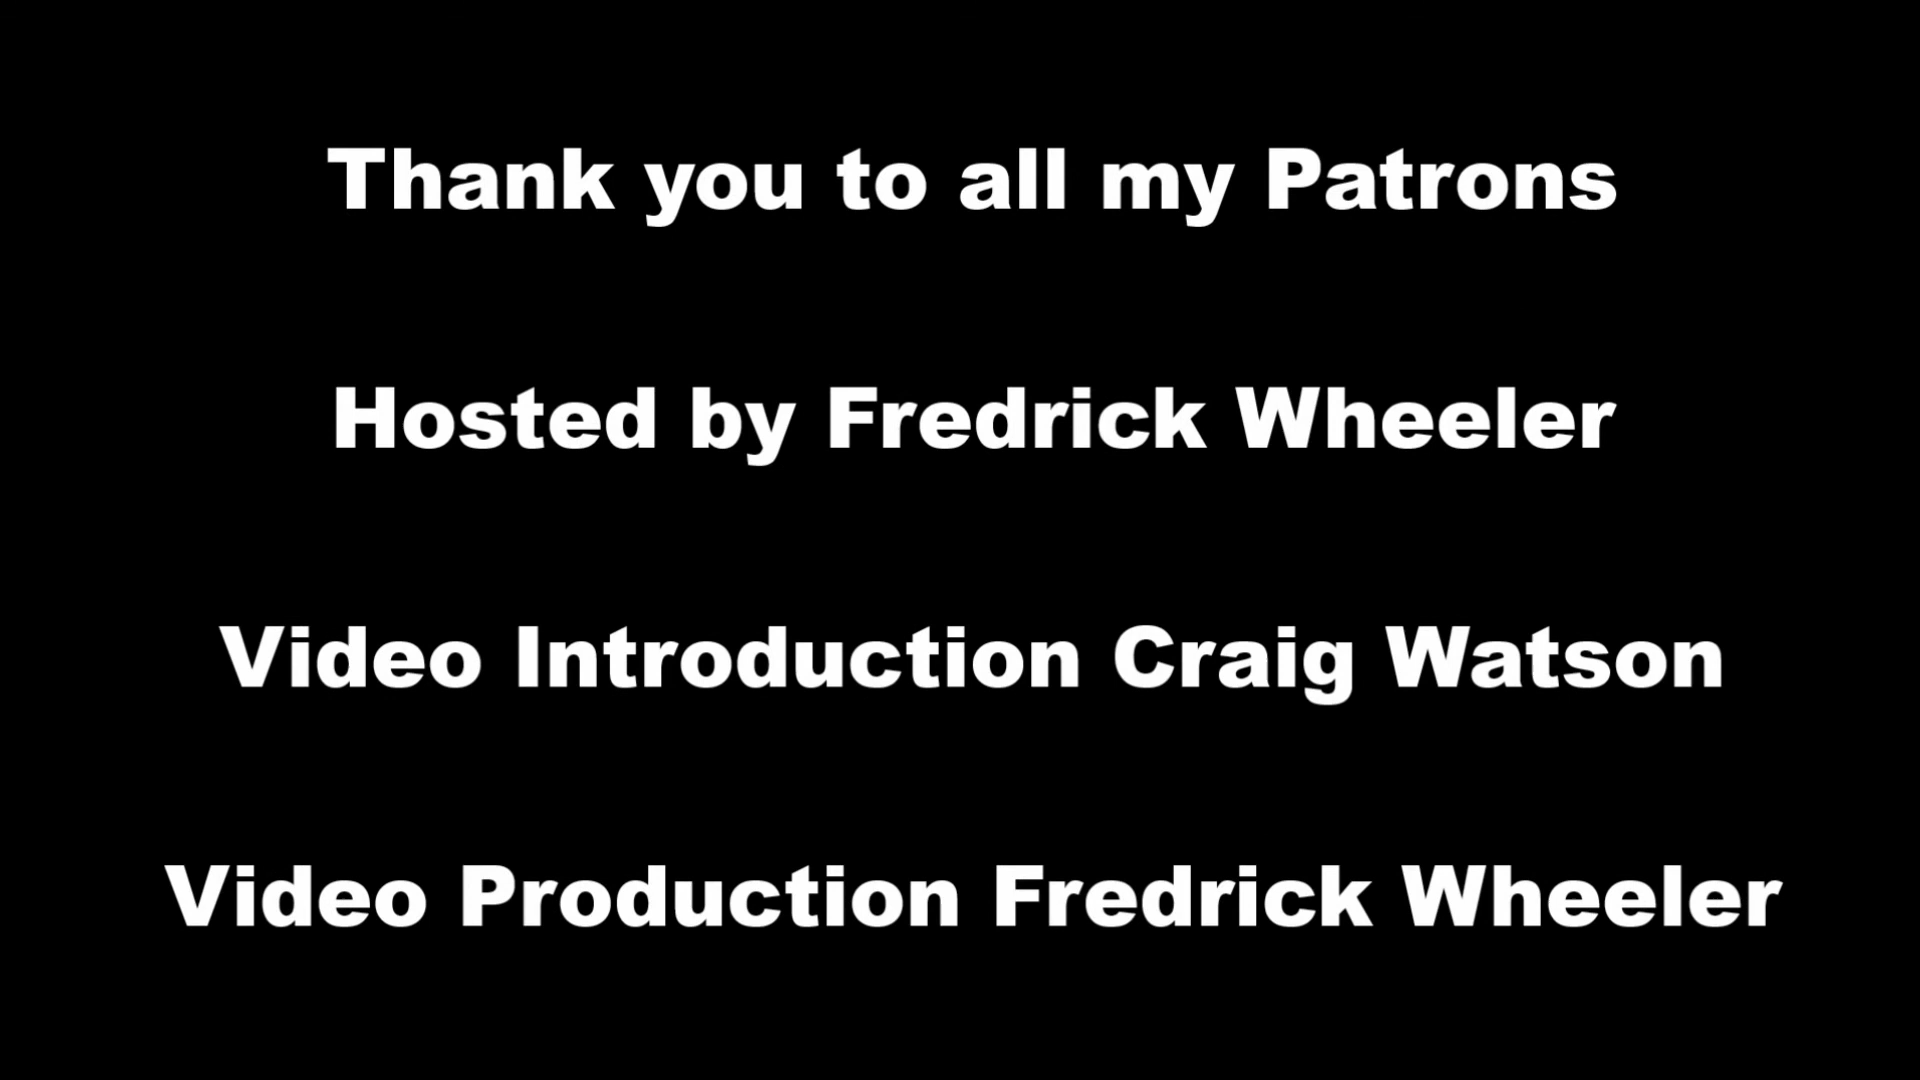 Thank you to all my Patrons
Hosted by Fredrick Wheeler
Video Introduction Craig Watson
Video Production Fredrick Wheeler